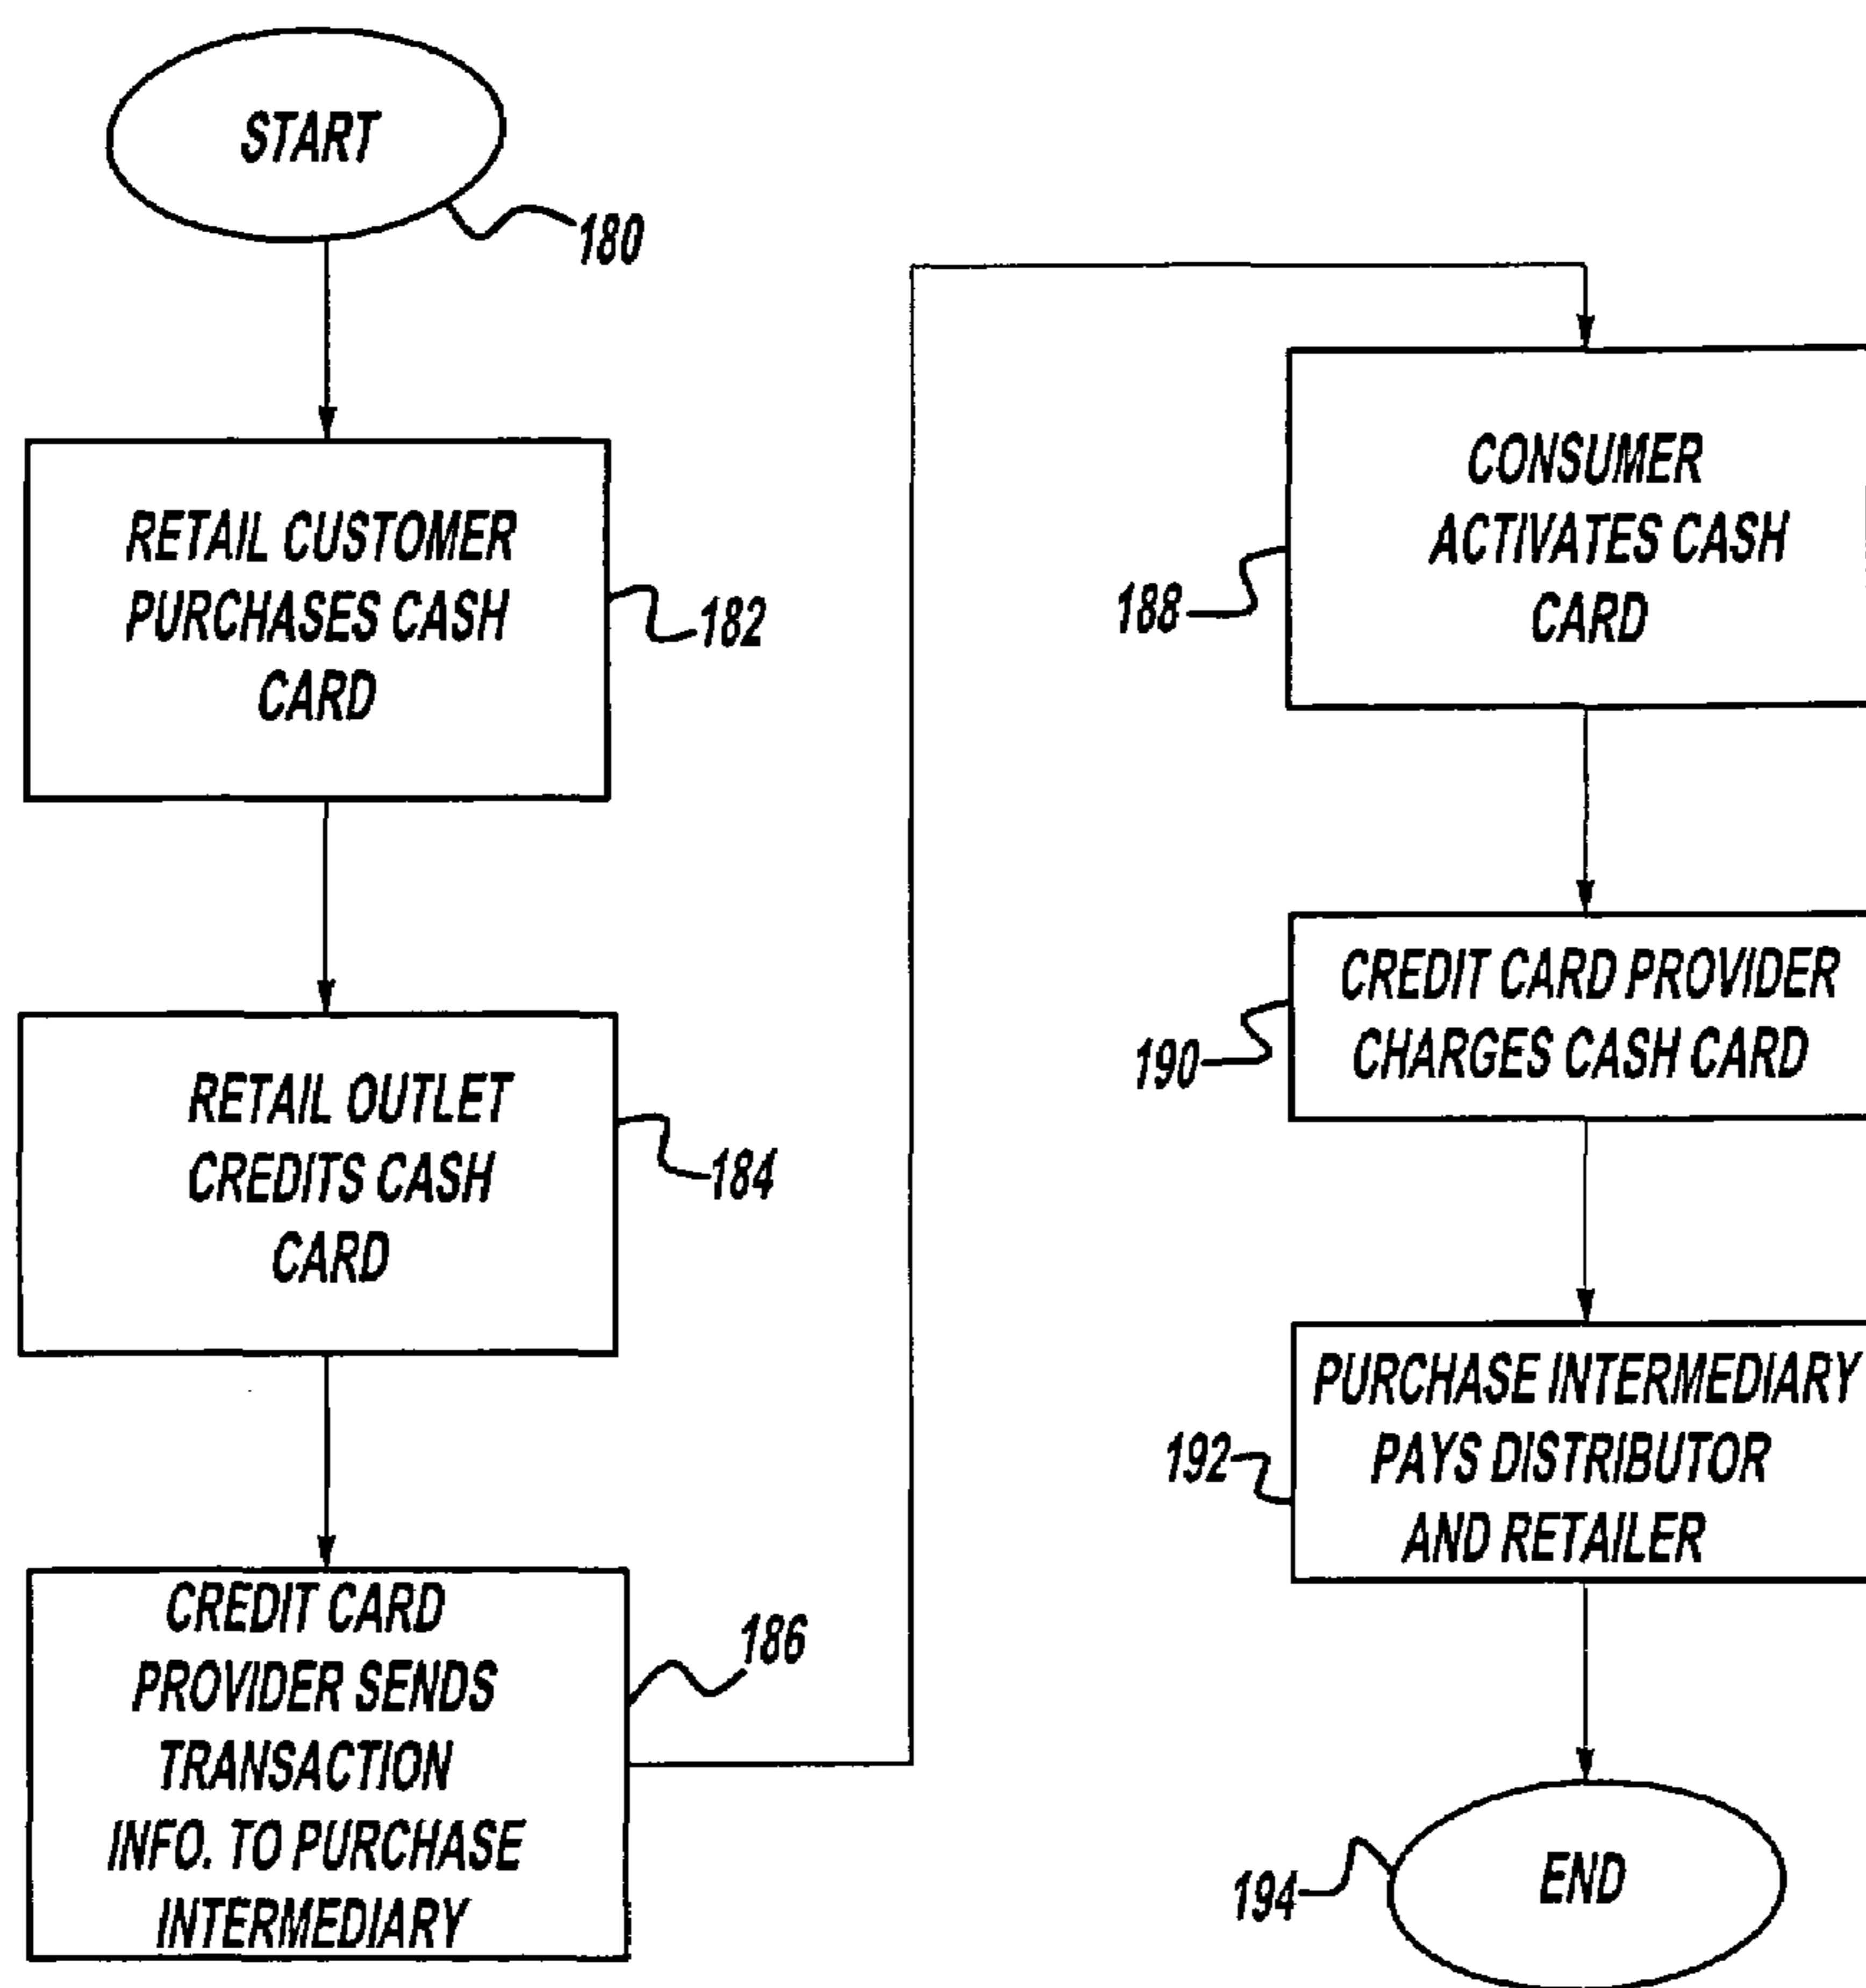 START
180
RETAIL CUSTOMER
PURCHASES CASH
CARD
182
RETAIL OUTLET
CREDITS CASH
CARD
184
CREDIT CARD
PROVIDER SENDS
TRANSACTION
INFO. TO PURCHASE
INTERMEDIARY
186
CONSUMER
ACTIVATES CASH
CARD
188
CREDIT CARD PROVIDER
CHARGES CASH CARD
190
PURCHASE INTERMEDIARY
PAYS DISTRIBUTOR
AND RETAILER
192
END
194